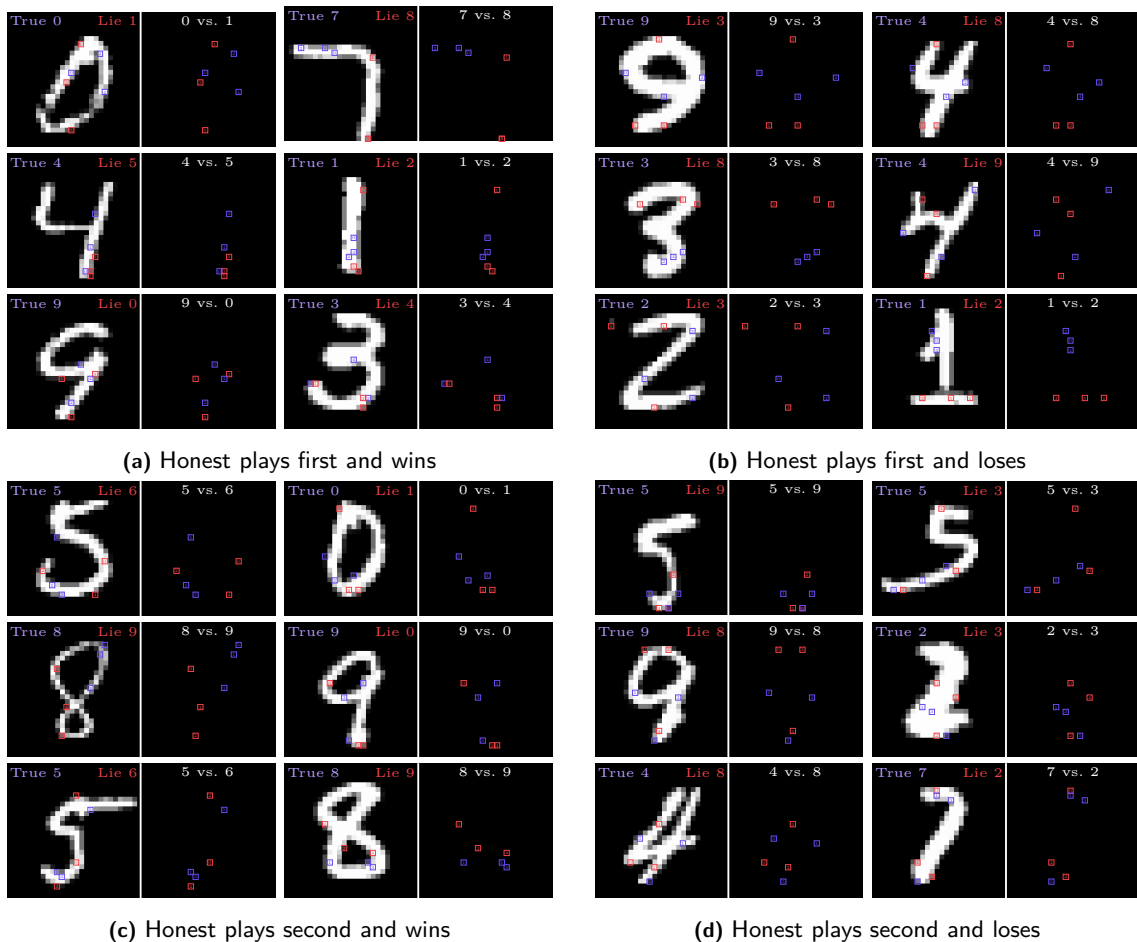 True 0 Lie 1 0 vs. 1 True 7 Lie 8 7 vs. 8
True 4 Lie 5 4 vs. 5 True 1 Lie 2 1 vs. 2
True 9 Lie 0 9 vs. 0 True 3 Lie 4 3 vs. 4
(a) Honest plays first and wins
True 9 Lie 3 9 vs. 3 True 4 Lie 8 4 vs. 8
True 3 Lie 8 3 vs. 8 True 4 Lie 9 4 vs. 9
True 2 Lie 3 2 vs. 3 True 1 Lie 2 1 vs. 2
(b) Honest plays first and loses
True 5 Lie 6 5 vs. 6 True 0 Lie 1 0 vs. 1
True 8 Lie 9 8 vs. 9 True 9 Lie 0 9 vs. 0
True 5 Lie 6 5 vs. 6 True 8 Lie 9 8 vs. 9
(c) Honest plays second and wins
True 5 Lie 9 5 vs. 9 True 5 Lie 3 5 vs. 3
True 9 Lie 8 9 vs. 8 True 2 Lie 3 2 vs. 3
True 4 Lie 8 4 vs. 8 True 7 Lie 2 7 vs. 2
(d) Honest plays second and loses